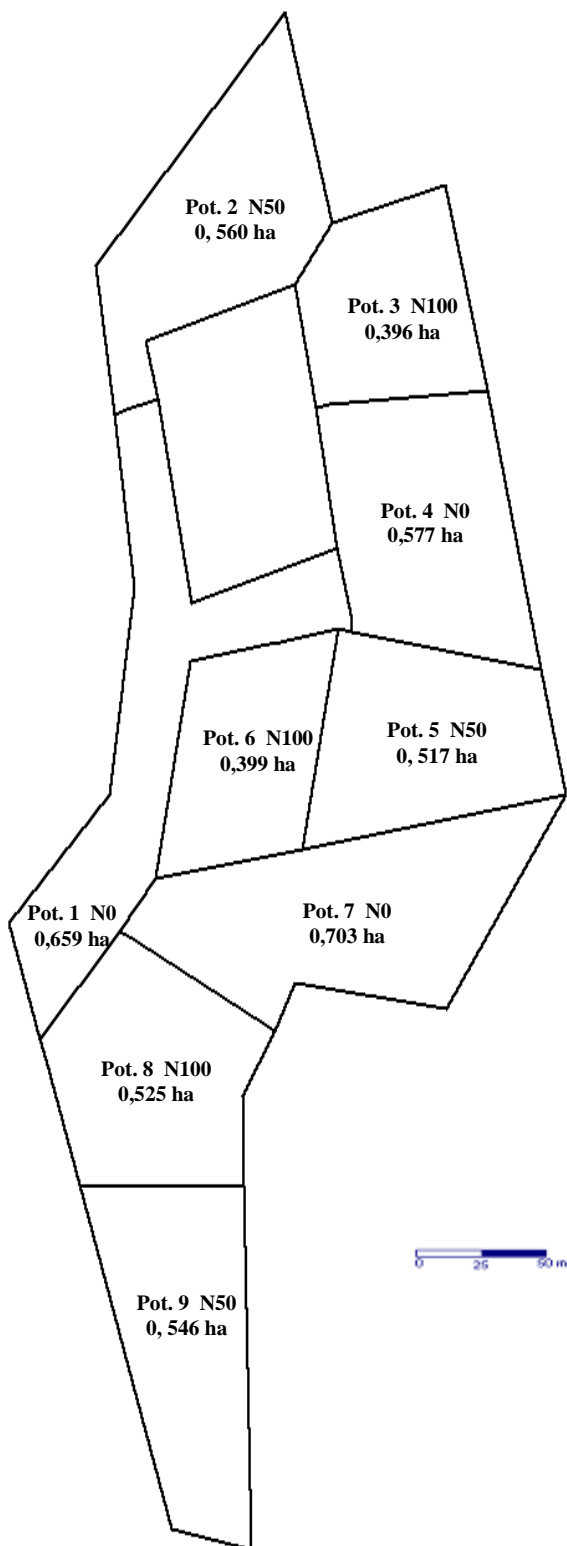 Pot. 2 N50
0, 560 ha
Pot. 3 N100
0,396 ha
Pot. 4 N0
0,577 ha
Pot. 6 N100
0,399 ha
Pot. 5 N50
0, 517 ha
Pot. 1 N0
0,659 ha
Pot. 7 N0
0,703 ha
Pot. 8 N100
0,525 ha
0 25 50 m
Pot. 9 N50
0, 546 ha